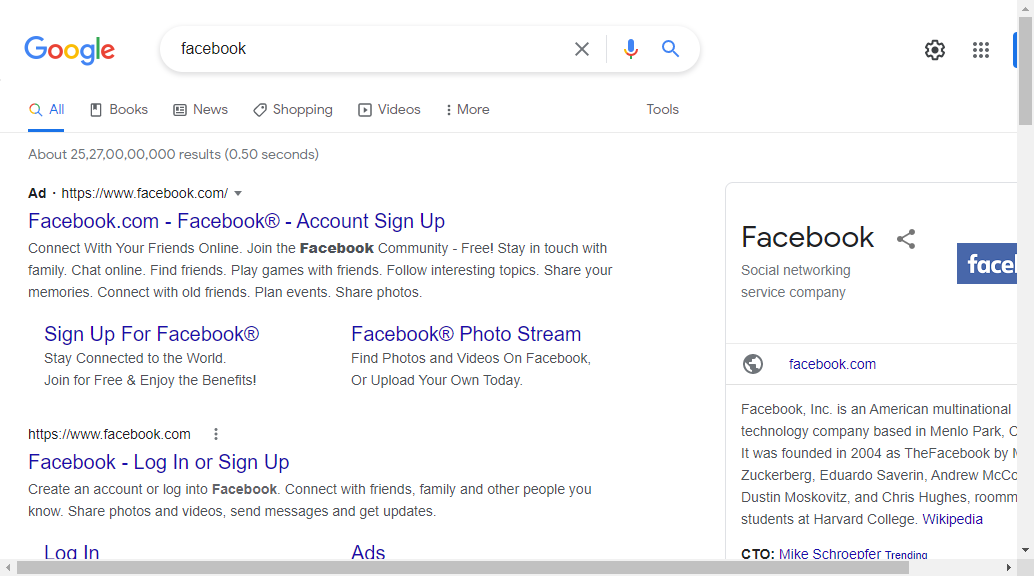 Google
facebook
All
Books
News
Shopping
Videos
More
Tools
About 25,27,00,00,000 results (0.50 seconds)
Ad · https://www.facebook.com/
Facebook.com - Facebook® - Account Sign Up
Connect With Your Friends Online. Join the Facebook Community - Free! Stay in touch with
family. Chat online. Find friends. Play games with friends. Follow interesting topics. Share your
memories. Connect with old friends. Plan events. Share photos.
Sign Up For Facebook®
Stay Connected to the World.
Join for Free & Enjoy the Benefits!
Facebook® Photo Stream
Find Photos and Videos On Facebook,
Or Upload Your Own Today.
https://www.facebook.com
Facebook - Log In or Sign Up
Create an account or log into Facebook. Connect with friends, family and other people you
know. Share photos and videos, send messages and get updates.
Log In
Ads
Facebook
Social networking
service company
facebook.com
Facebook, Inc. is an American multinational
technology company based in Menlo Park,
It was founded in 2004 as TheFacebook by
Zuckerberg, Eduardo Saverin, Andrew
Dustin Moskovitz, and Chris Hughes,
students at Harvard College. Wikipedia
CTO: Mike Schroepfer Trending